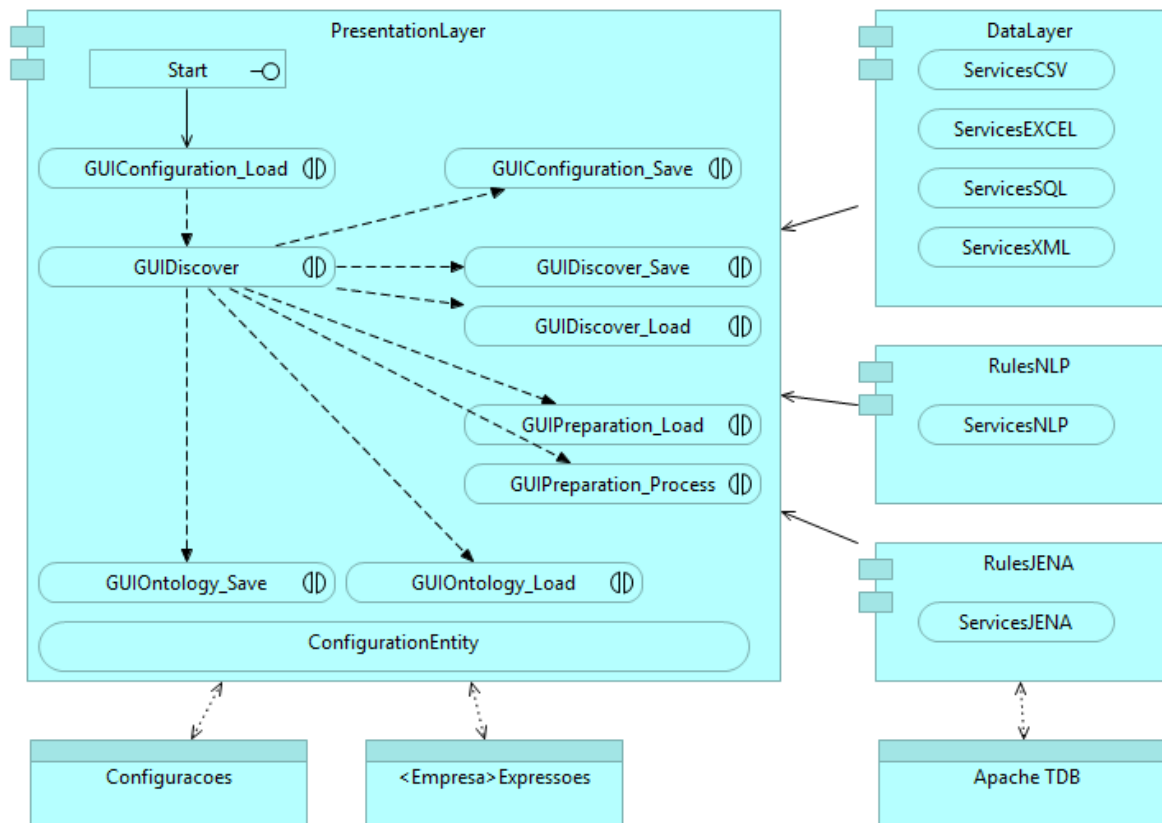 PresentationLayer
Start
GUIConfiguration_Load
GUIConfiguration_Save
GUIDiscover
GUIDiscover_Save
GUIDiscover_Load
GUIPreparation_Load
GUIPreparation_Process
GUIOntology_Save
GUIOntology_Load
ConfigurationEntity
DataLayer
ServicesCSV
ServicesEXCEL
ServicesSQL
ServicesXML
RulesNLP
ServicesNLP
RulesJENA
ServicesJENA
Configuracoes
<Empresa>Expressoes
Apache TDB